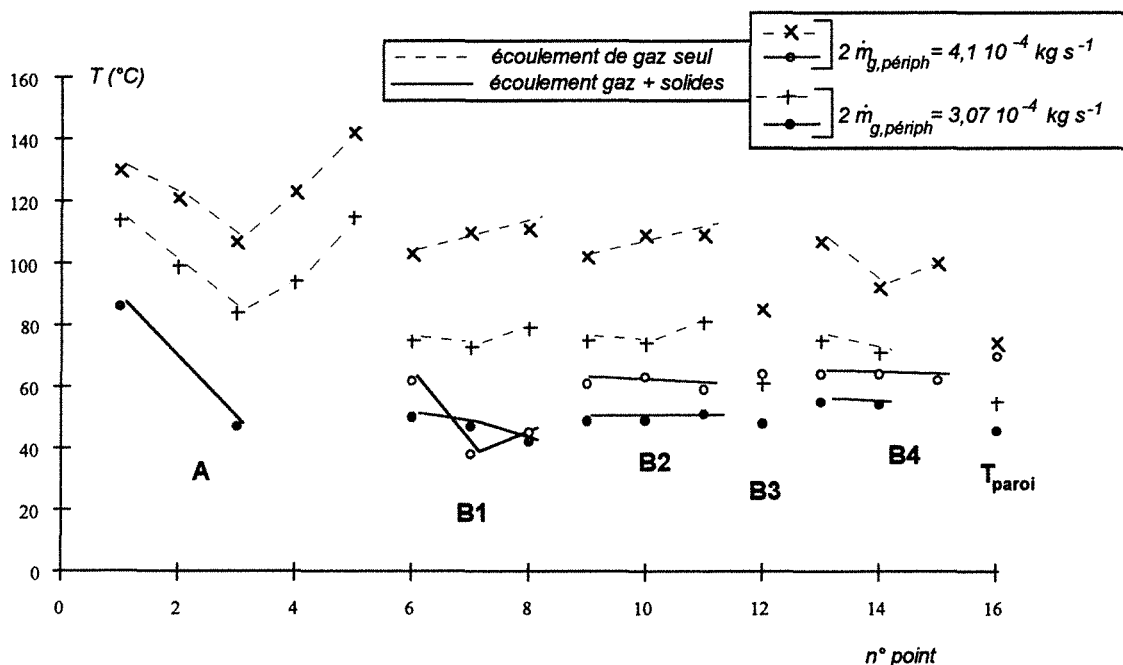 2 ṁg,périph = 4,1 10⁻⁴ kg s⁻¹
écoulement de gaz seul
écoulement gaz + solides
2 ṁg,périph = 3,07 10⁻⁴ kg s⁻¹
T (°C)
160
140
120
100
80
60
40
20
0
A
B1
B2
B3
B4
Tparoi
0 2 4 6 8 10 12 14 16
n° point